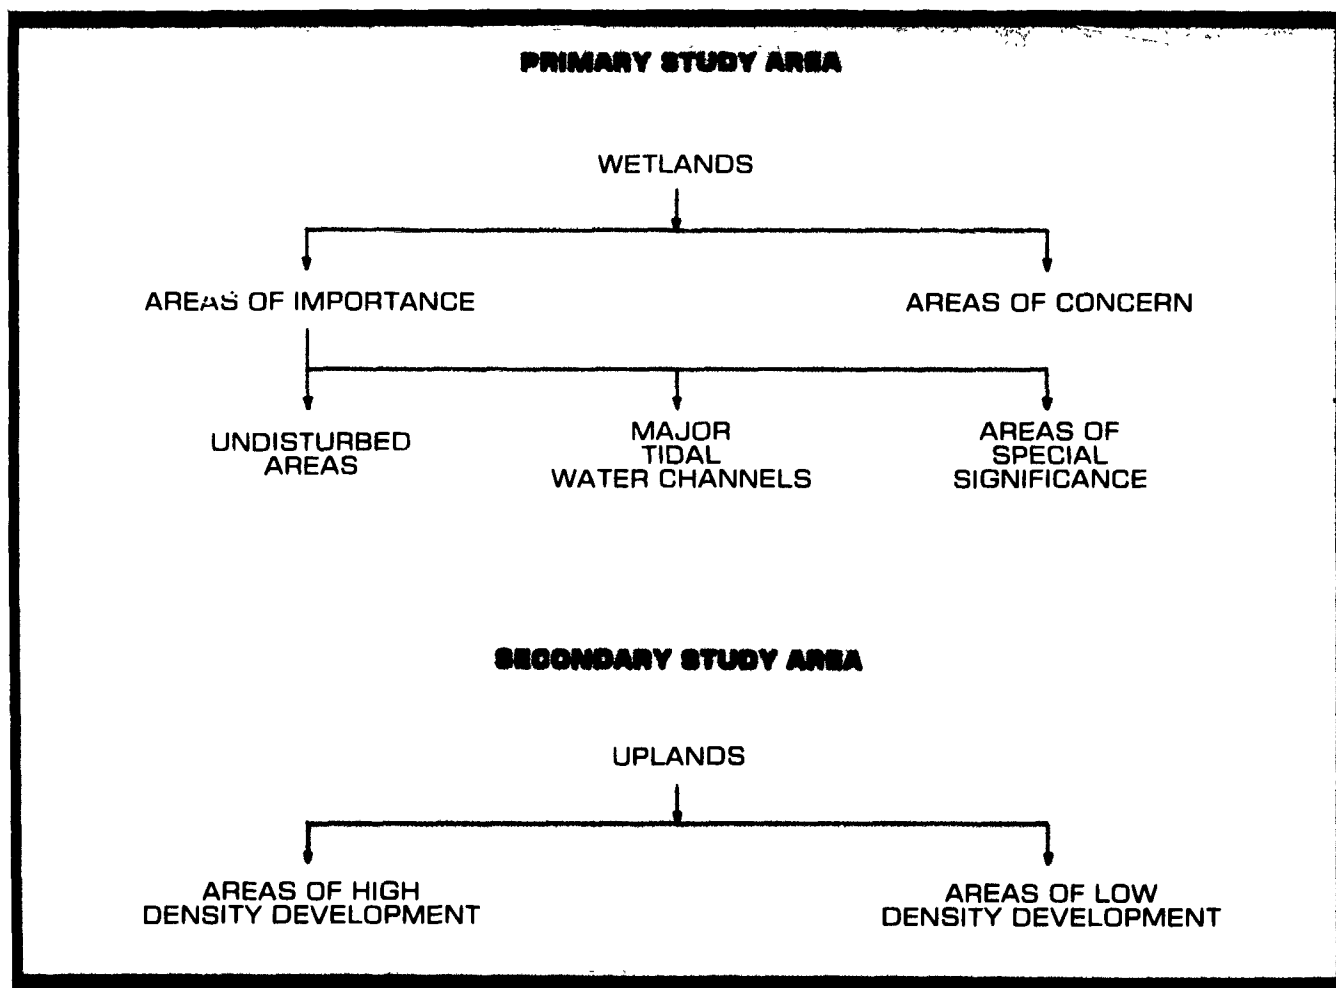 PRIMARY STUDY AREA
WETLANDS
AREAS OF IMPORTANCE
AREAS OF CONCERN
UNDISTURBED
AREAS
MAJOR
TIDAL
WATER CHANNELS
AREAS OF
SPECIAL
SIGNIFICANCE
SECONDARY STUDY AREA
UPLANDS
AREAS OF HIGH
DENSITY DEVELOPMENT
AREAS OF LOW
DENSITY DEVELOPMENT